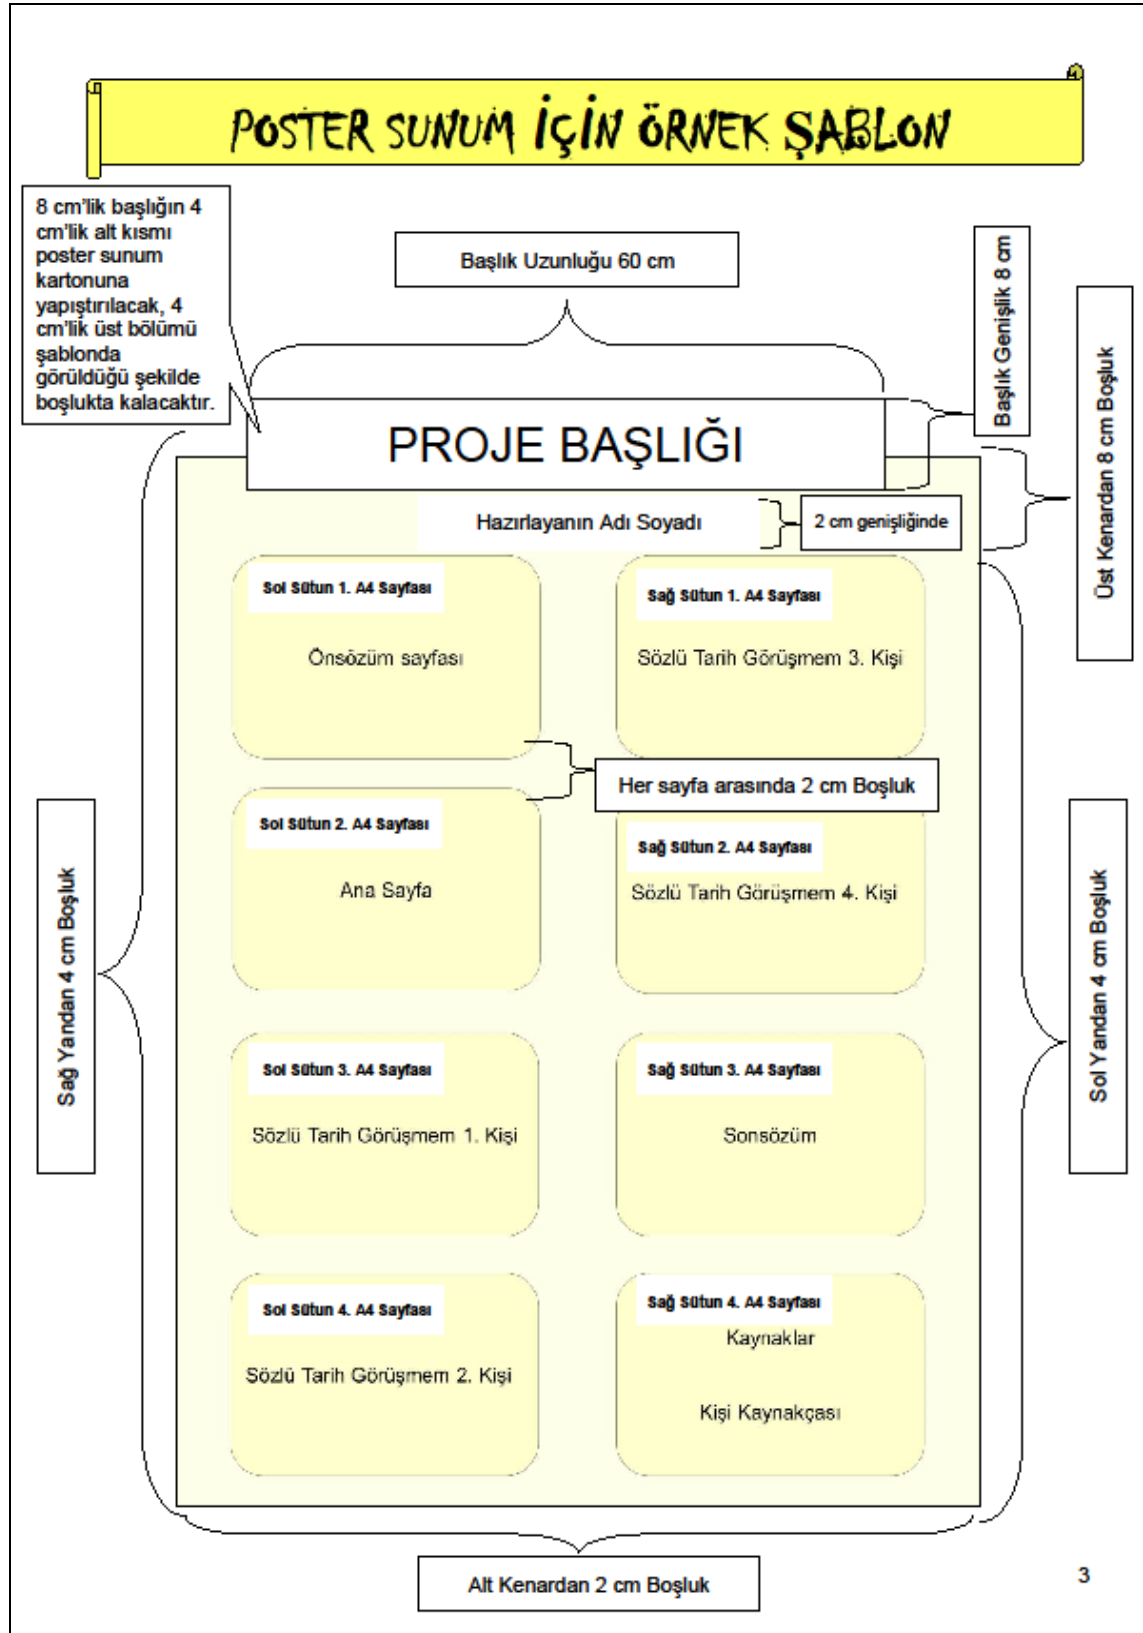 POSTER SUNUM İÇİN ÖRNEK ŞABLON
8 cm'lik başlığın 4
cm'lik alt kısmı
poster sunum
kartonuna
yapıştırılacak, 4
cm'lik üst bölümü
şablonda
görüldüğü şekilde
boşlukta kalacaktır.
Başlık Uzunluğu 60 cm
Başlık Genişlik 8 cm
Üst Kenardan 8 cm Boşluk
PROJE BAŞLIĞI
Hazırlayanın Adı Soyadı
2 cm genişliğinde
Sol Sütun 1. A4 Sayfası
Önsözüm sayfası
Sağ Sütun 1. A4 Sayfası
Sözlü Tarih Görüşmem 3. Kişi
Her sayfa arasında 2 cm Boşluk
Sol Sütun 2. A4 Sayfası
Ana Sayfa
Sağ Sütun 2. A4 Sayfası
Sözlü Tarih Görüşmem 4. Kişi
Sağ Yandan 4 cm Boşluk
Sol Yandan 4 cm Boşluk
Sol Sütun 3. A4 Sayfası
Sözlü Tarih Görüşmem 1. Kişi
Sağ Sütun 3. A4 Sayfası
Sonsözüm
Sol Sütun 4. A4 Sayfası
Sözlü Tarih Görüşmem 2. Kişi
Sağ Sütun 4. A4 Sayfası
Kaynaklar
Kişi Kaynakçası
Alt Kenardan 2 cm Boşluk
3